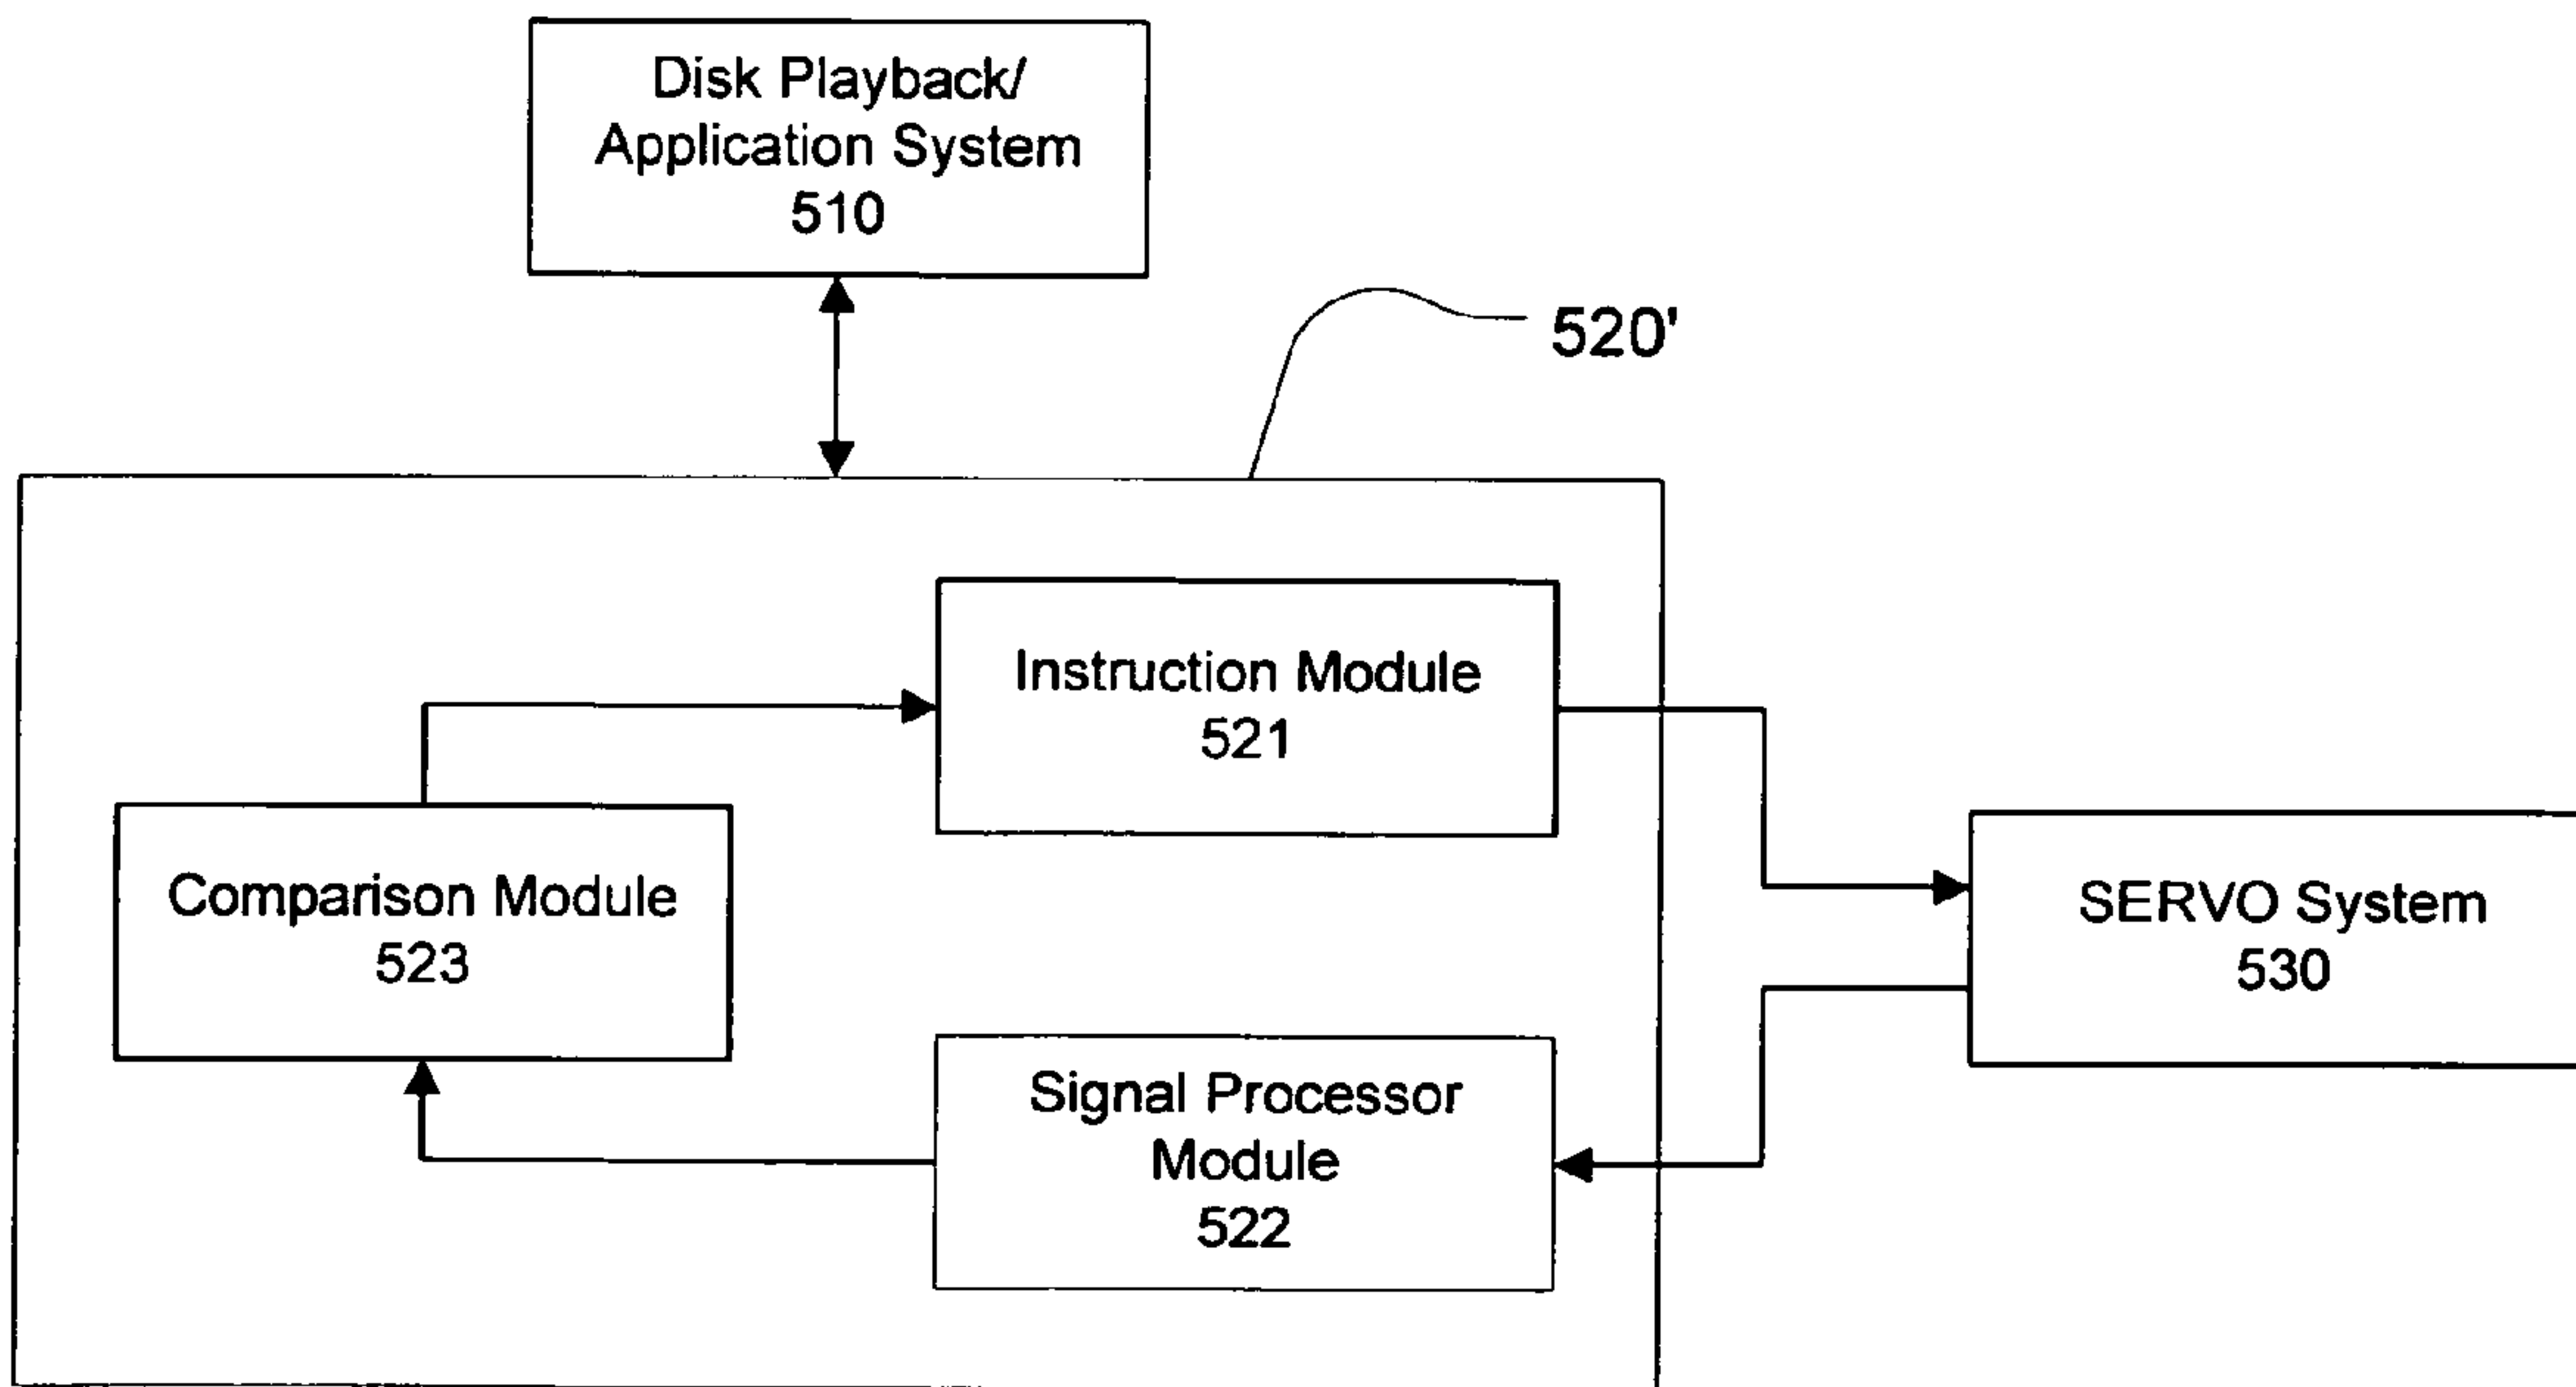 Disk Playback/
Application System
510
520'
Instruction Module
521
Comparison Module
523
SERVO System
530
Signal Processor
Module
522